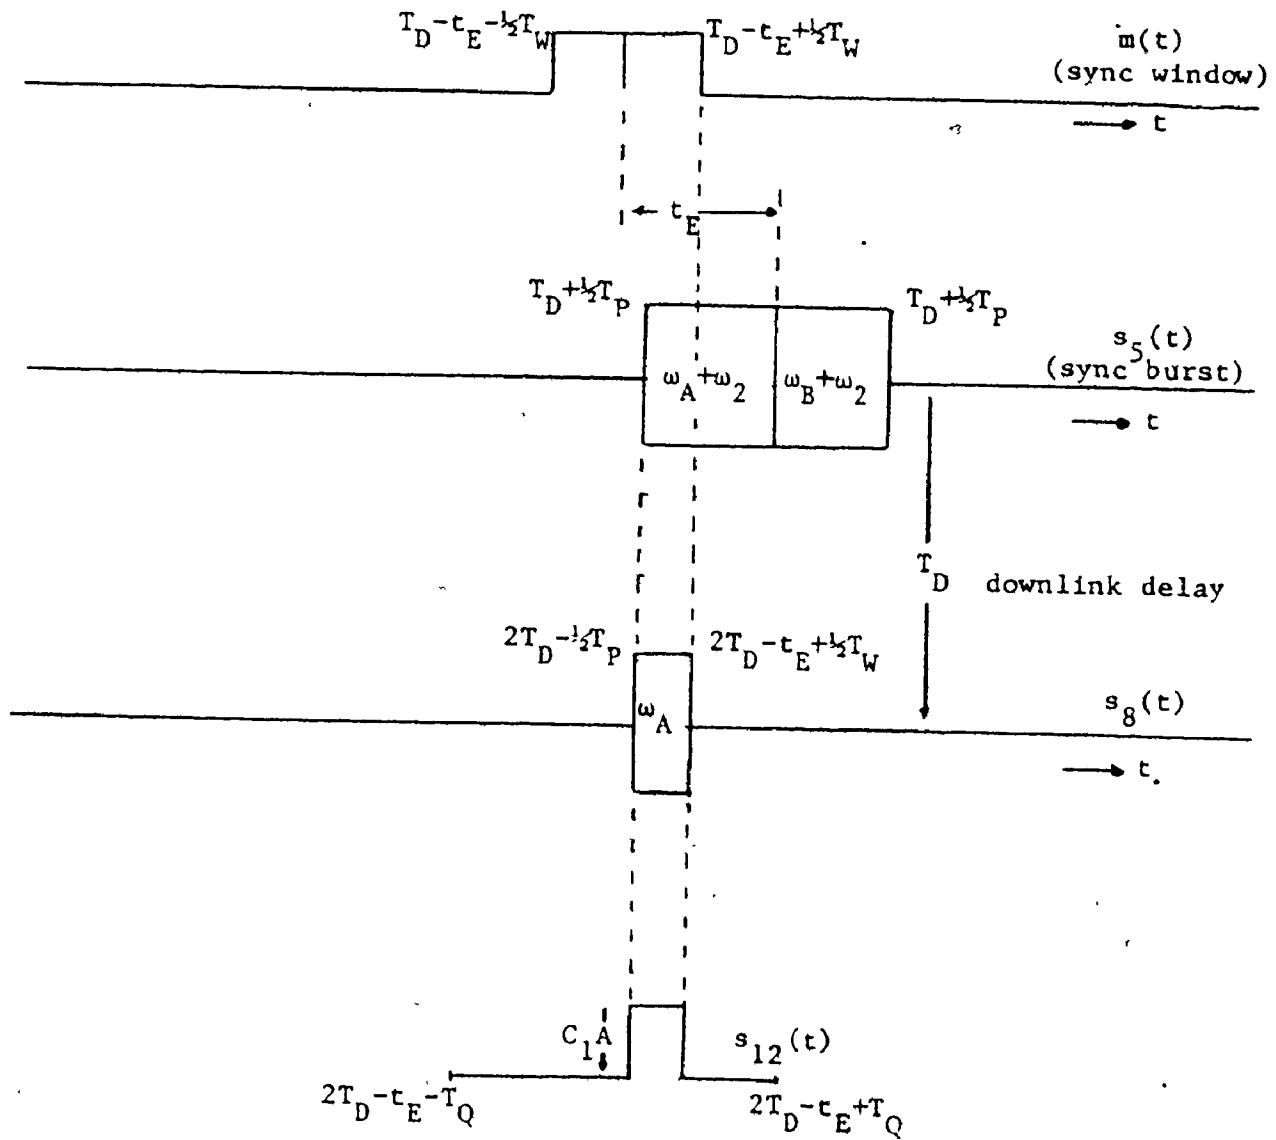 T_D-t_E-½T_W
T_D-t_E+½T_W
m(t)
(sync window)
t
t_E
T_D+½T_P
T_D+½T_P
s_5(t)
(sync burst)
ω_A+ω_2
ω_B+ω_2
t
T_D downlink delay
2T_D-½T_P
2T_D-t_E+½T_W
ω_A
s_8(t)
t.
C_1A
s_12(t)
2T_D-t_E-T_Q
2T_D-t_E+T_Q